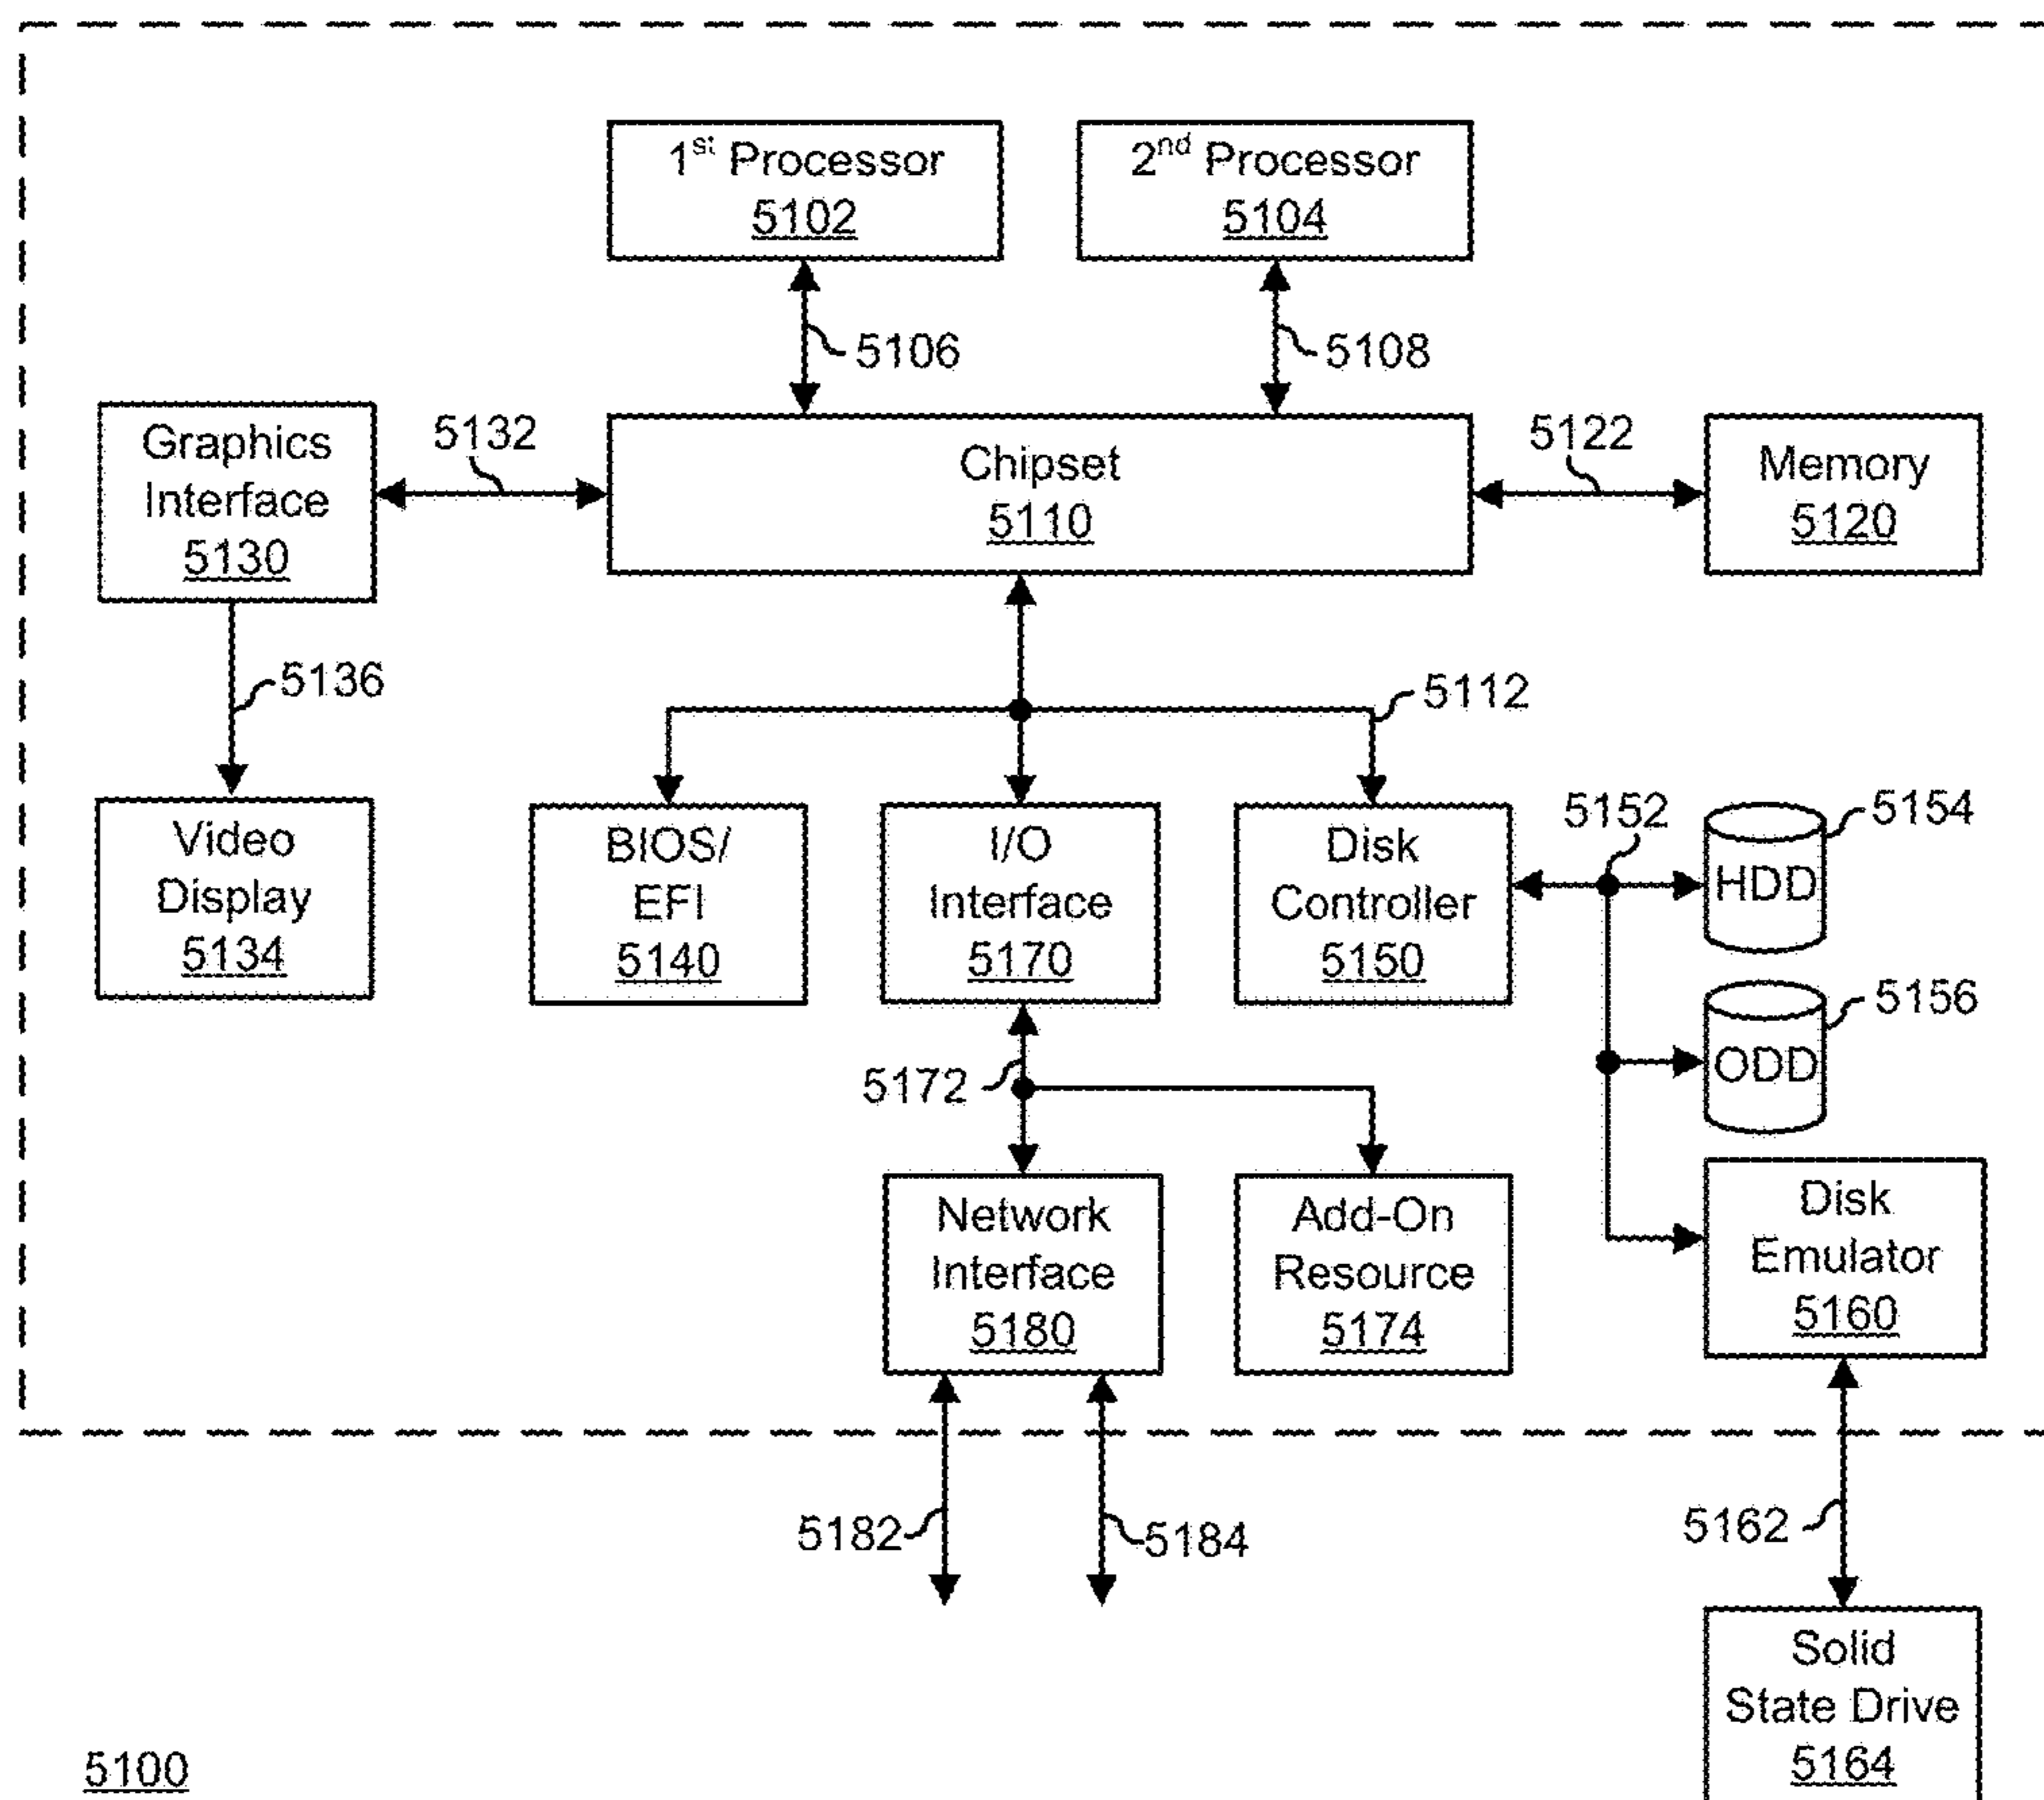 1st Processor
5102
2nd Processor
5104
5106
5108
Graphics
Interface
5130
5132
Chipset
5110
5122
Memory
5120
5136
5112
Video
Display
5134
BIOS/
EFI
5140
I/O
Interface
5170
Disk
Controller
5150
5152
HDD
5154
ODD
5156
5172
Network
Interface
5180
Add-On
Resource
5174
Disk
Emulator
5160
5182
5184
5162
Solid
State Drive
5164
5100